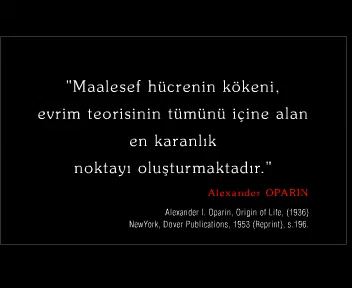 "Maalesef hücrenin kökeni,
evrim teorisinin tümünü içine alan
en karanlık
noktayı oluşturmaktadır."
Alexander OPARIN
Alexander I. Oparin, Origin of Life, (1936)
NewYork, Dover Publications, 1953 (Reprint), s.196.